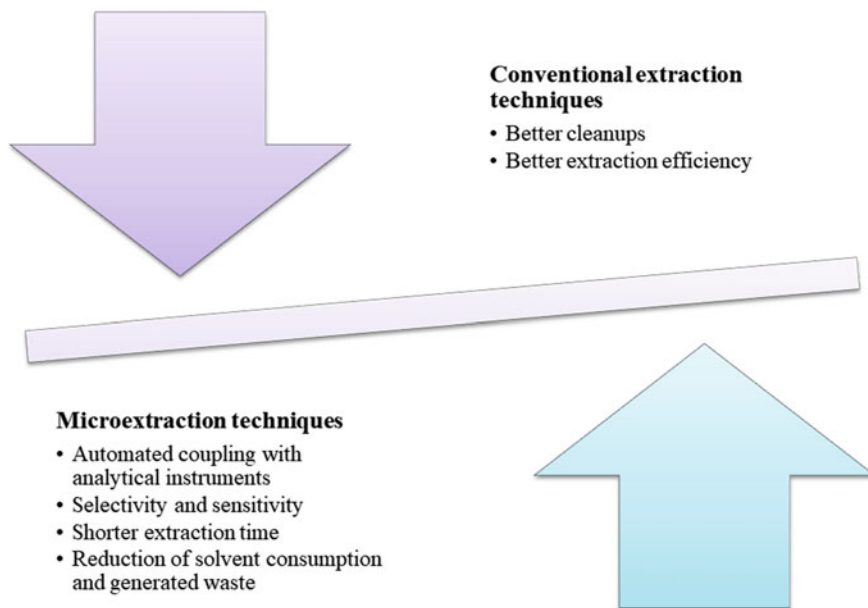 Conventional extraction
techniques
• Better cleanups
• Better extraction efficiency
Microextraction techniques
• Automated coupling with
analytical instruments
• Selectivity and sensitivity
• Shorter extraction time
• Reduction of solvent consumption
and generated waste